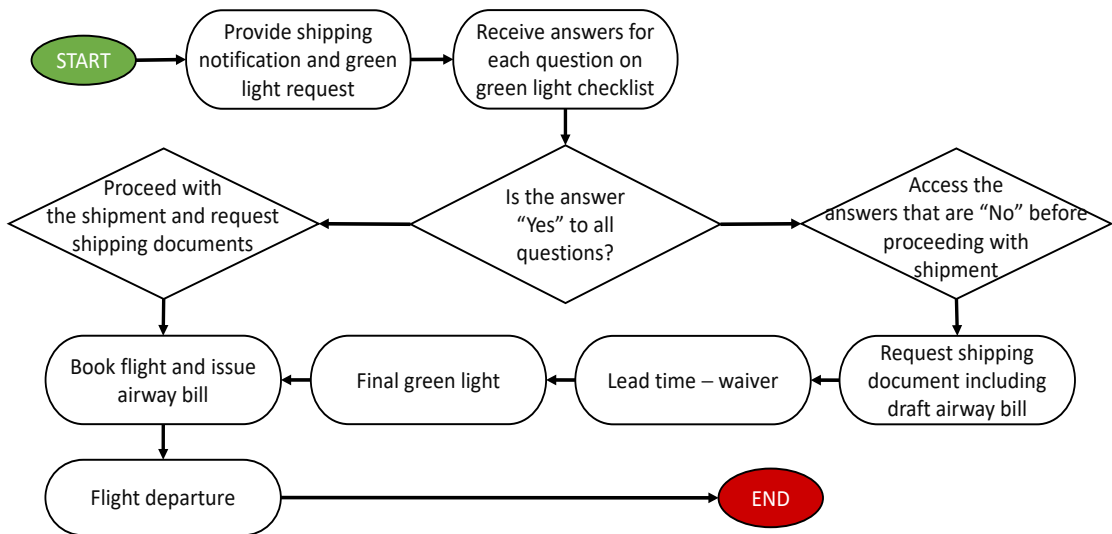 START
Provide shipping
notification and green
light request
Receive answers for
each question on
green light checklist
Proceed with
the shipment and request
shipping documents
Is the answer
“Yes” to all
questions?
Access the
answers that are “No” before
proceeding with
shipment
Book flight and issue
airway bill
Final green light
Lead time – waiver
Request shipping
document including
draft airway bill
Flight departure
END